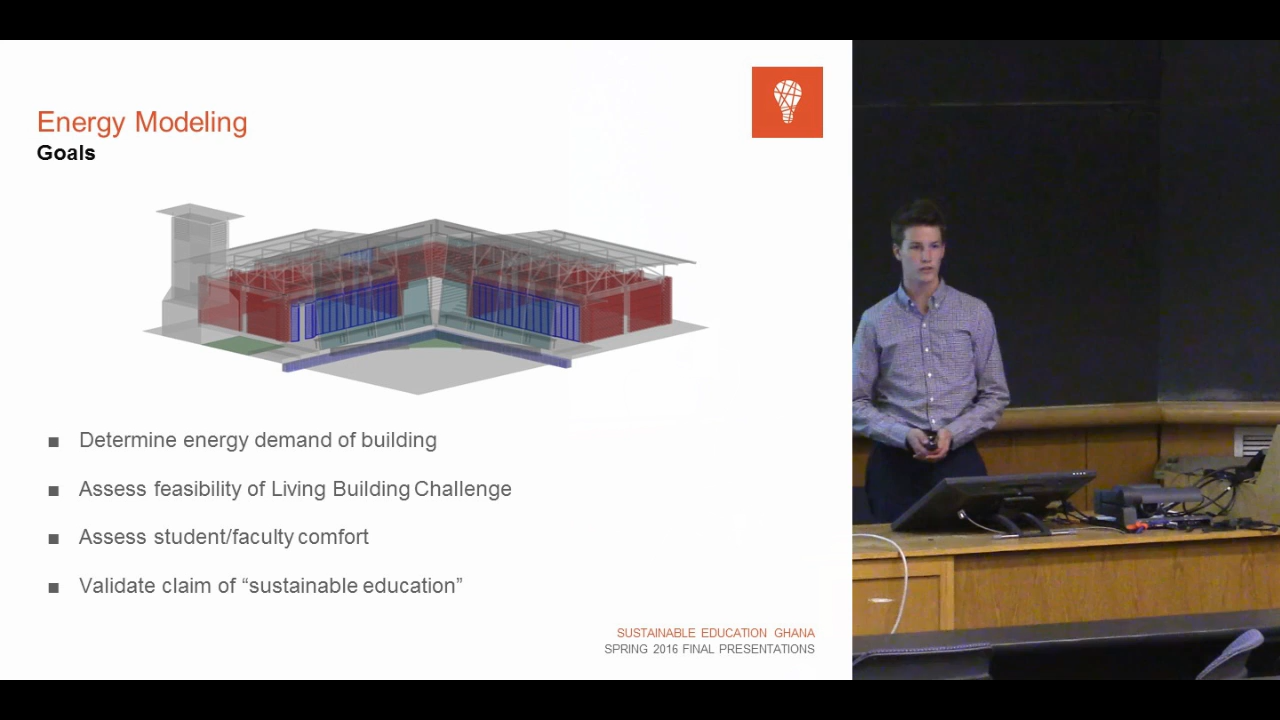 Energy Modeling
Goals
■ Determine energy demand of building
■ Assess feasibility of Living Building Challenge
■ Assess student/faculty comfort
■ Validate claim of “sustainable education”
SUSTAINABLE EDUCATION GHANA
SPRING 2016 FINAL PRESENTATIONS